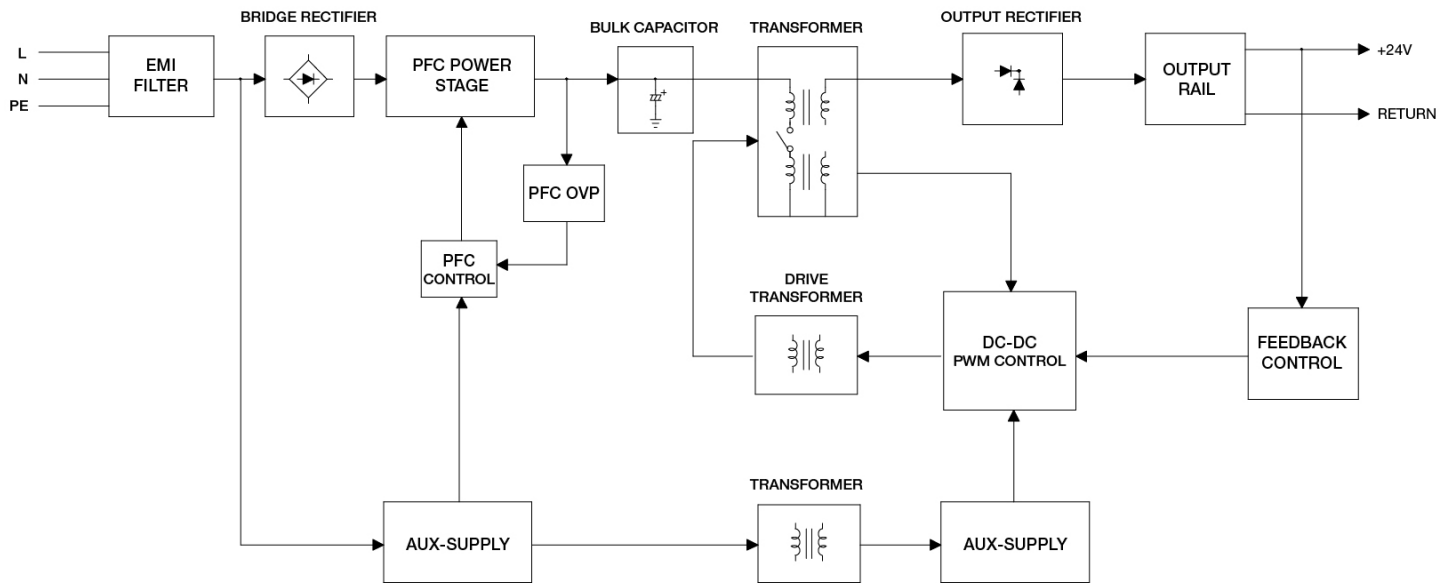 BRIDGE RECTIFIER
BULK CAPACITOR
TRANSFORMER
OUTPUT RECTIFIER
L
N
PE
EMI
FILTER
PFC POWER
STAGE
+
OUTPUT
RAIL
+24V
RETURN
PFC OVP
PFC
CONTROL
DRIVE
TRANSFORMER
DC-DC
PWM CONTROL
FEEDBACK
CONTROL
TRANSFORMER
AUX-SUPPLY
AUX-SUPPLY